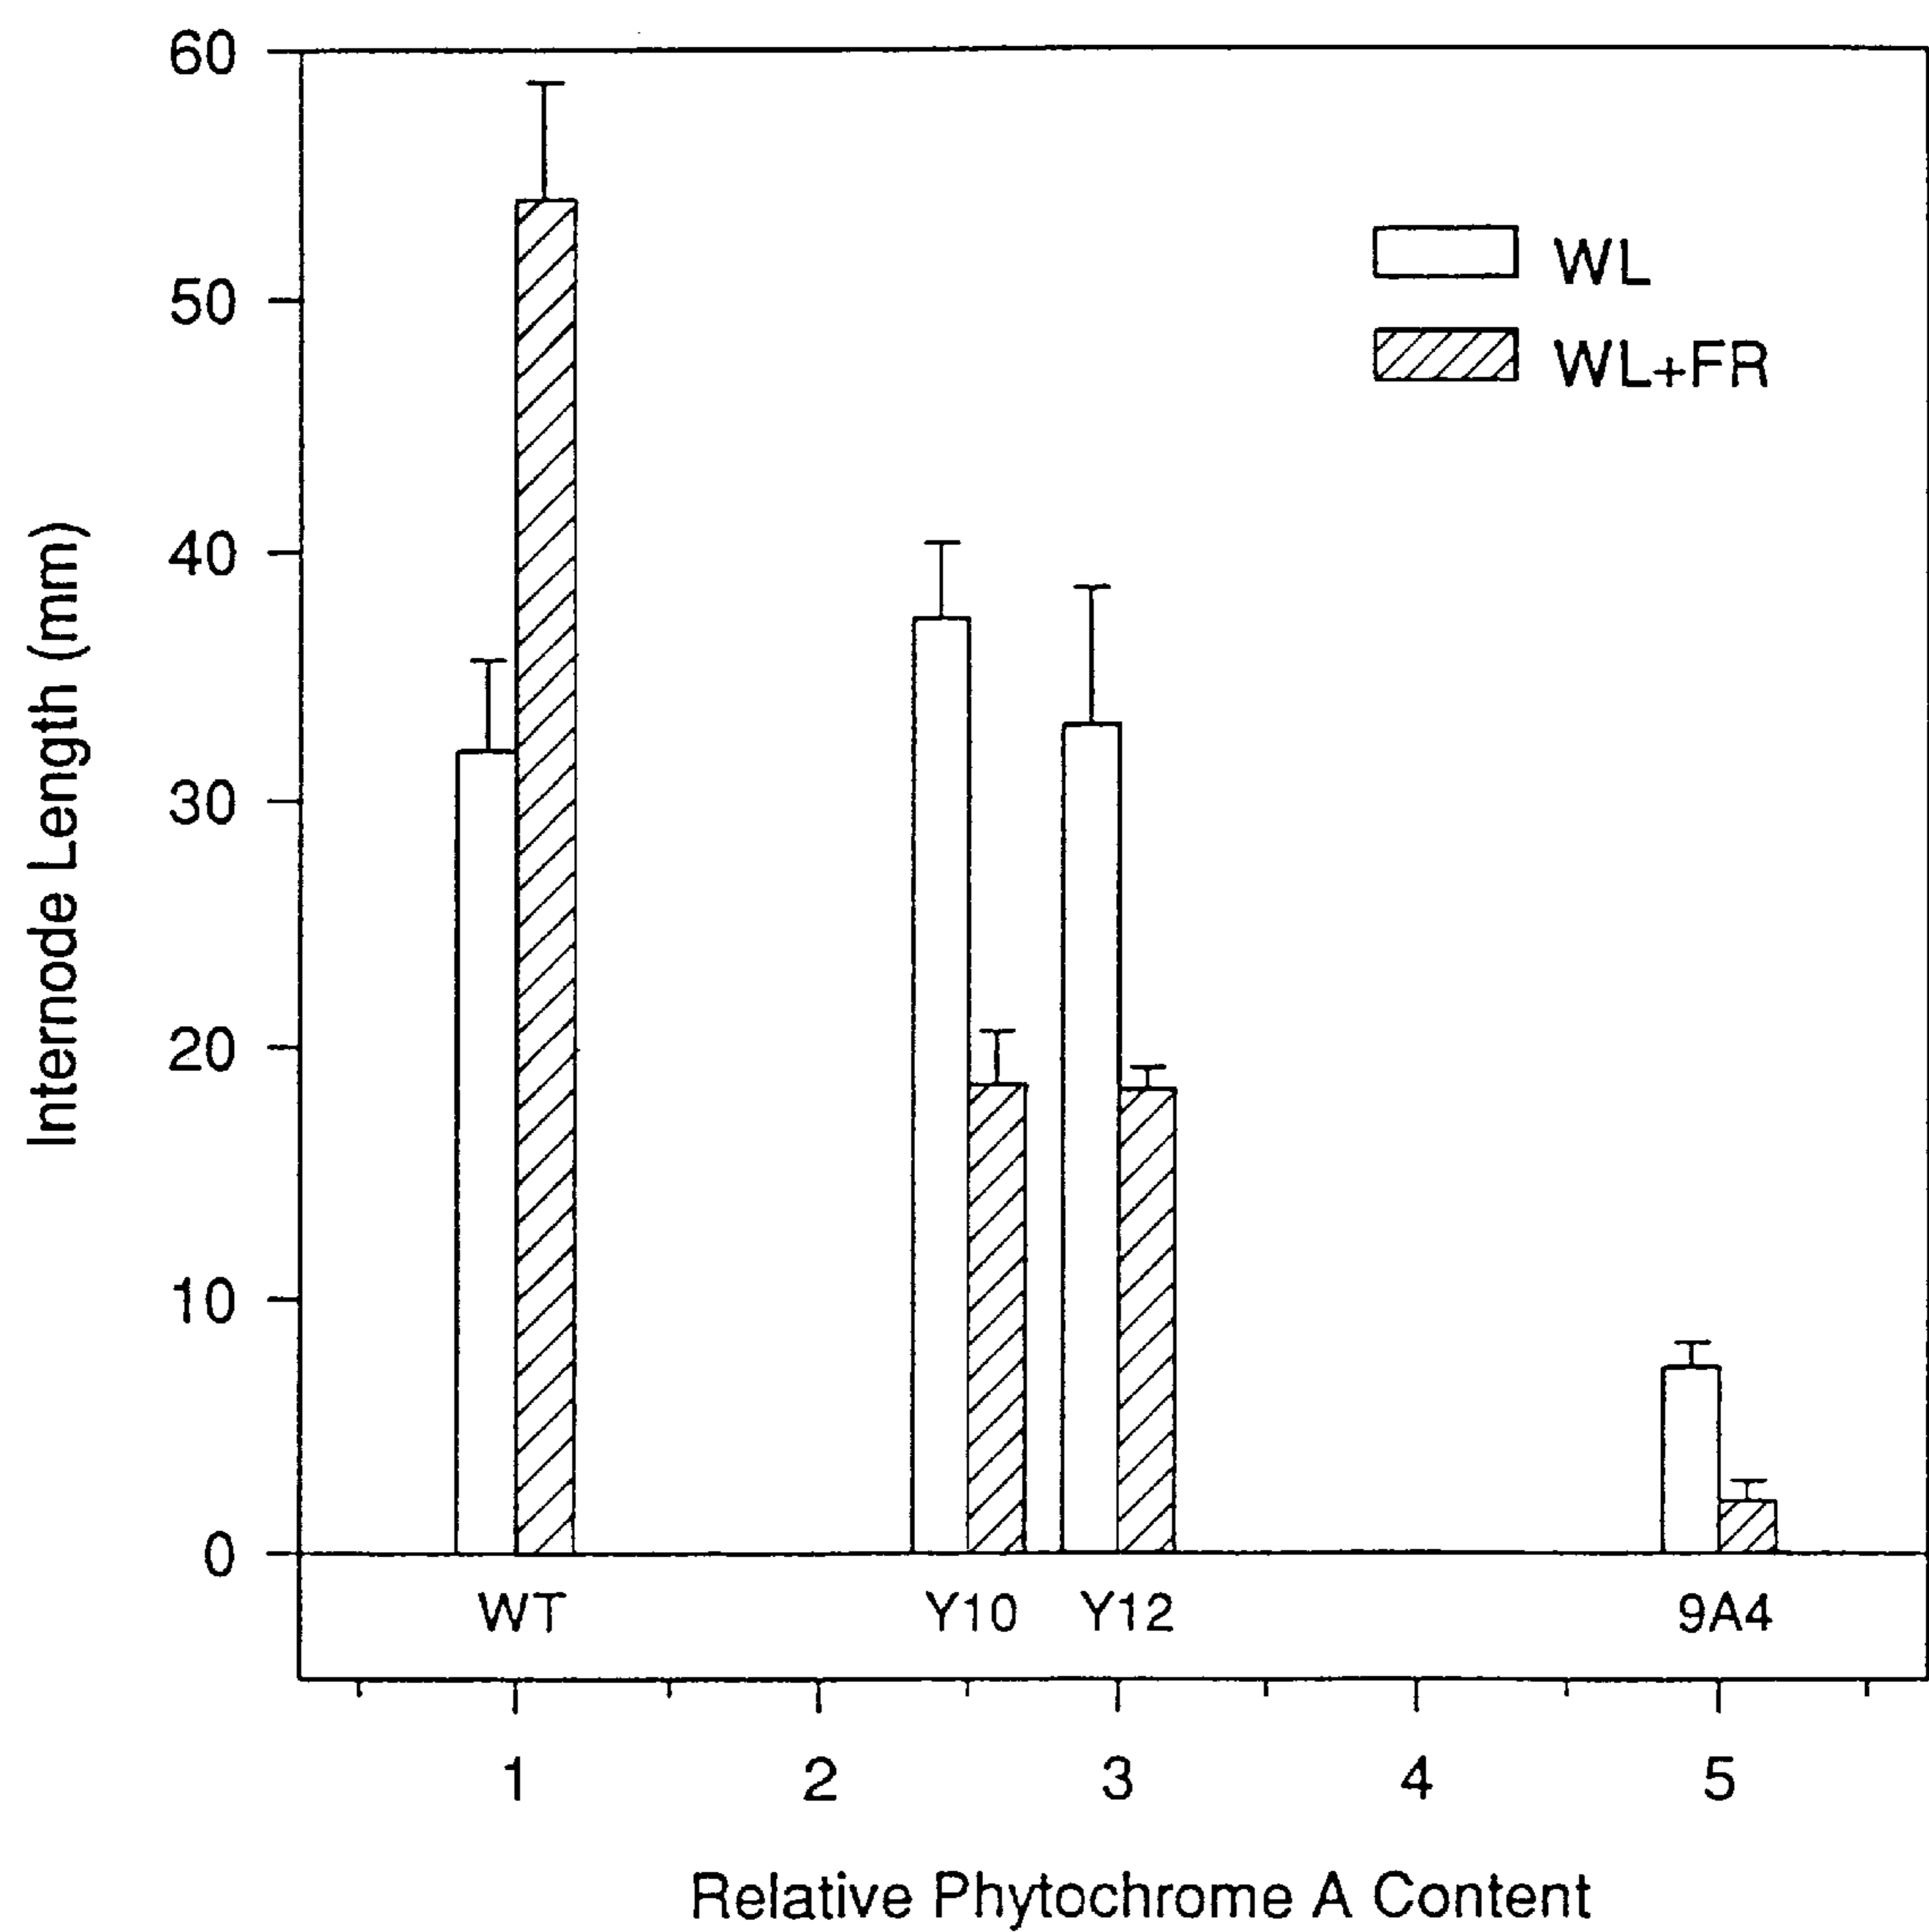 60
50
40
30
20
10
0
Internode Length (mm)
WL
WL+FR
WT Y10 Y12 9A4
1 2 3 4 5
Relative Phytochrome A Content